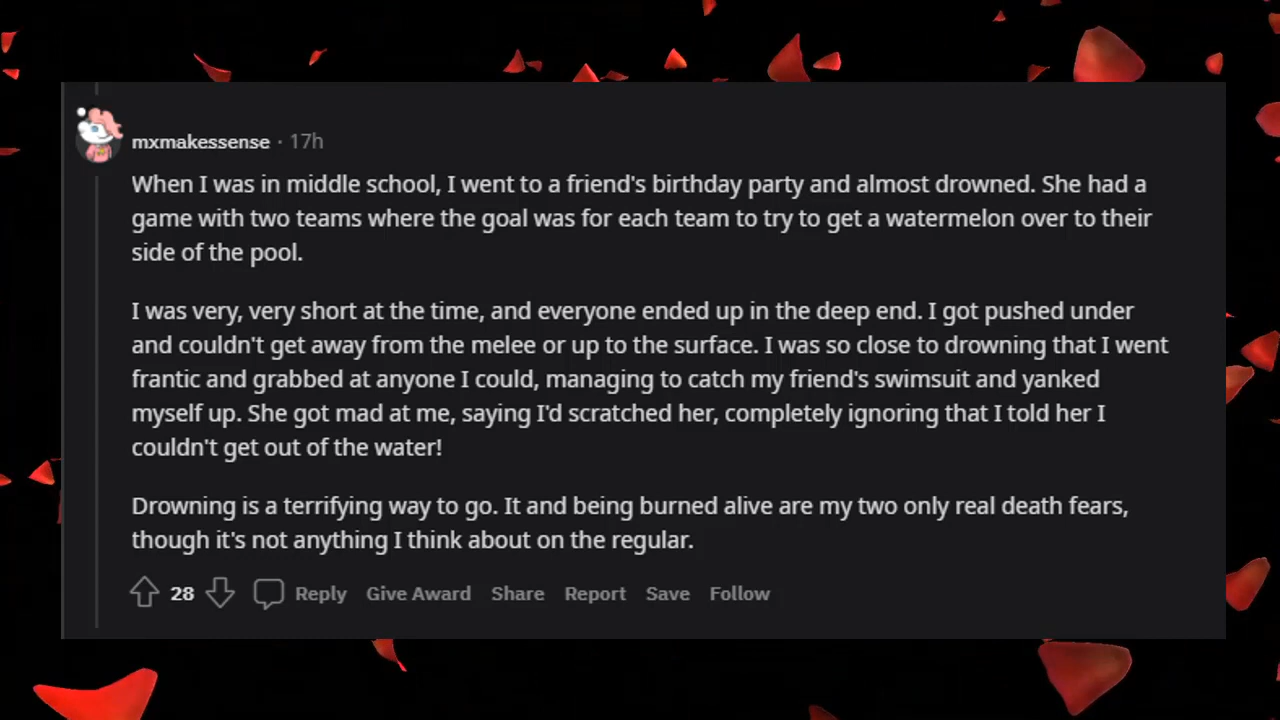 mxmakessense · 17h
When I was in middle school, I went to a friend's birthday party and almost drowned. She had a
game with two teams where the goal was for each team to try to get a watermelon over to their
side of the pool.
I was very, very short at the time, and everyone ended up in the deep end. I got pushed under
and couldn't get away from the melee or up to the surface. I was so close to drowning that I went
frantic and grabbed at anyone I could, managing to catch my friend's swimsuit and yanked
myself up. She got mad at me, saying I'd scratched her, completely ignoring that I told her I
couldn't get out of the water!
Drowning is a terrifying way to go. It and being burned alive are my two only real death fears,
though it's not anything I think about on the regular.
28 Reply Give Award Share Report Save Follow